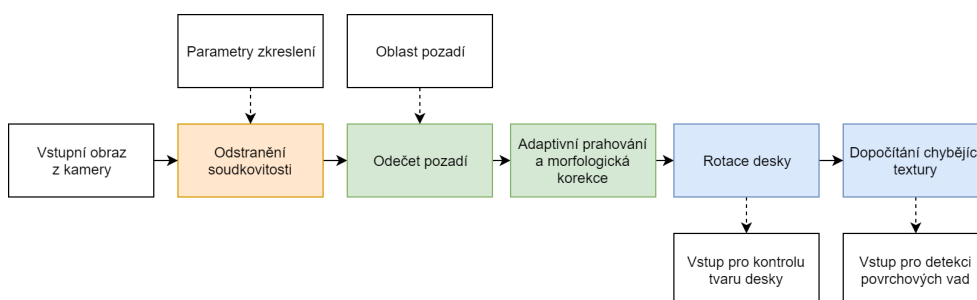 Parametry zkreslení
Oblast pozadí
Vstupní obraz
z kamery
Odstranění
soudkovitosti
Odečet pozadí
Adaptivní prahování
a morfologická
korekce
Rotace desky
Dopočítání chybějíc
textury
Vstup pro kontrolu
tvaru desky
Vstup pro detekci
povrchových vad